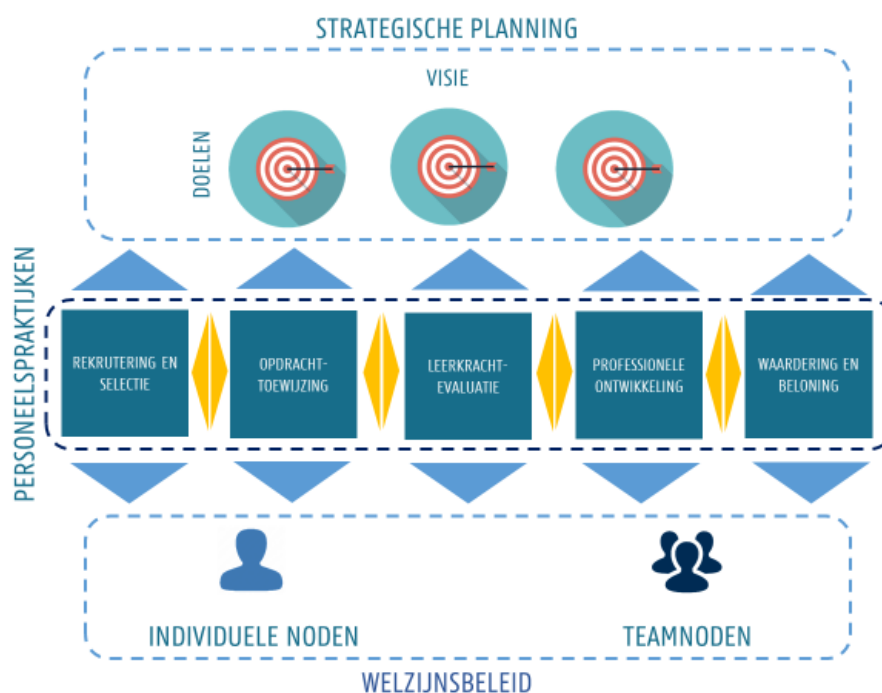 STRATEGISCHE PLANNING
VISIE
DOELEN
PERSONEELSPRAKTIJKEN
REKRUTERING EN
SELECTIE
OPDRACHT-
TOEWIJZING
LEERKRACHT-
EVALUATIE
PROFESSIONELE
ONTWIKKELING
WAARDERING EN
BELONING
INDIVIDUELE NODEN
TEAMNODEN
WELZIJNSBELEID